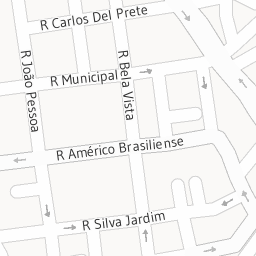 R Carlos Del Prete
R João Pessoa
R Municipal
R Bela Vista
R Américo Brasiliense
R Silva Jardim